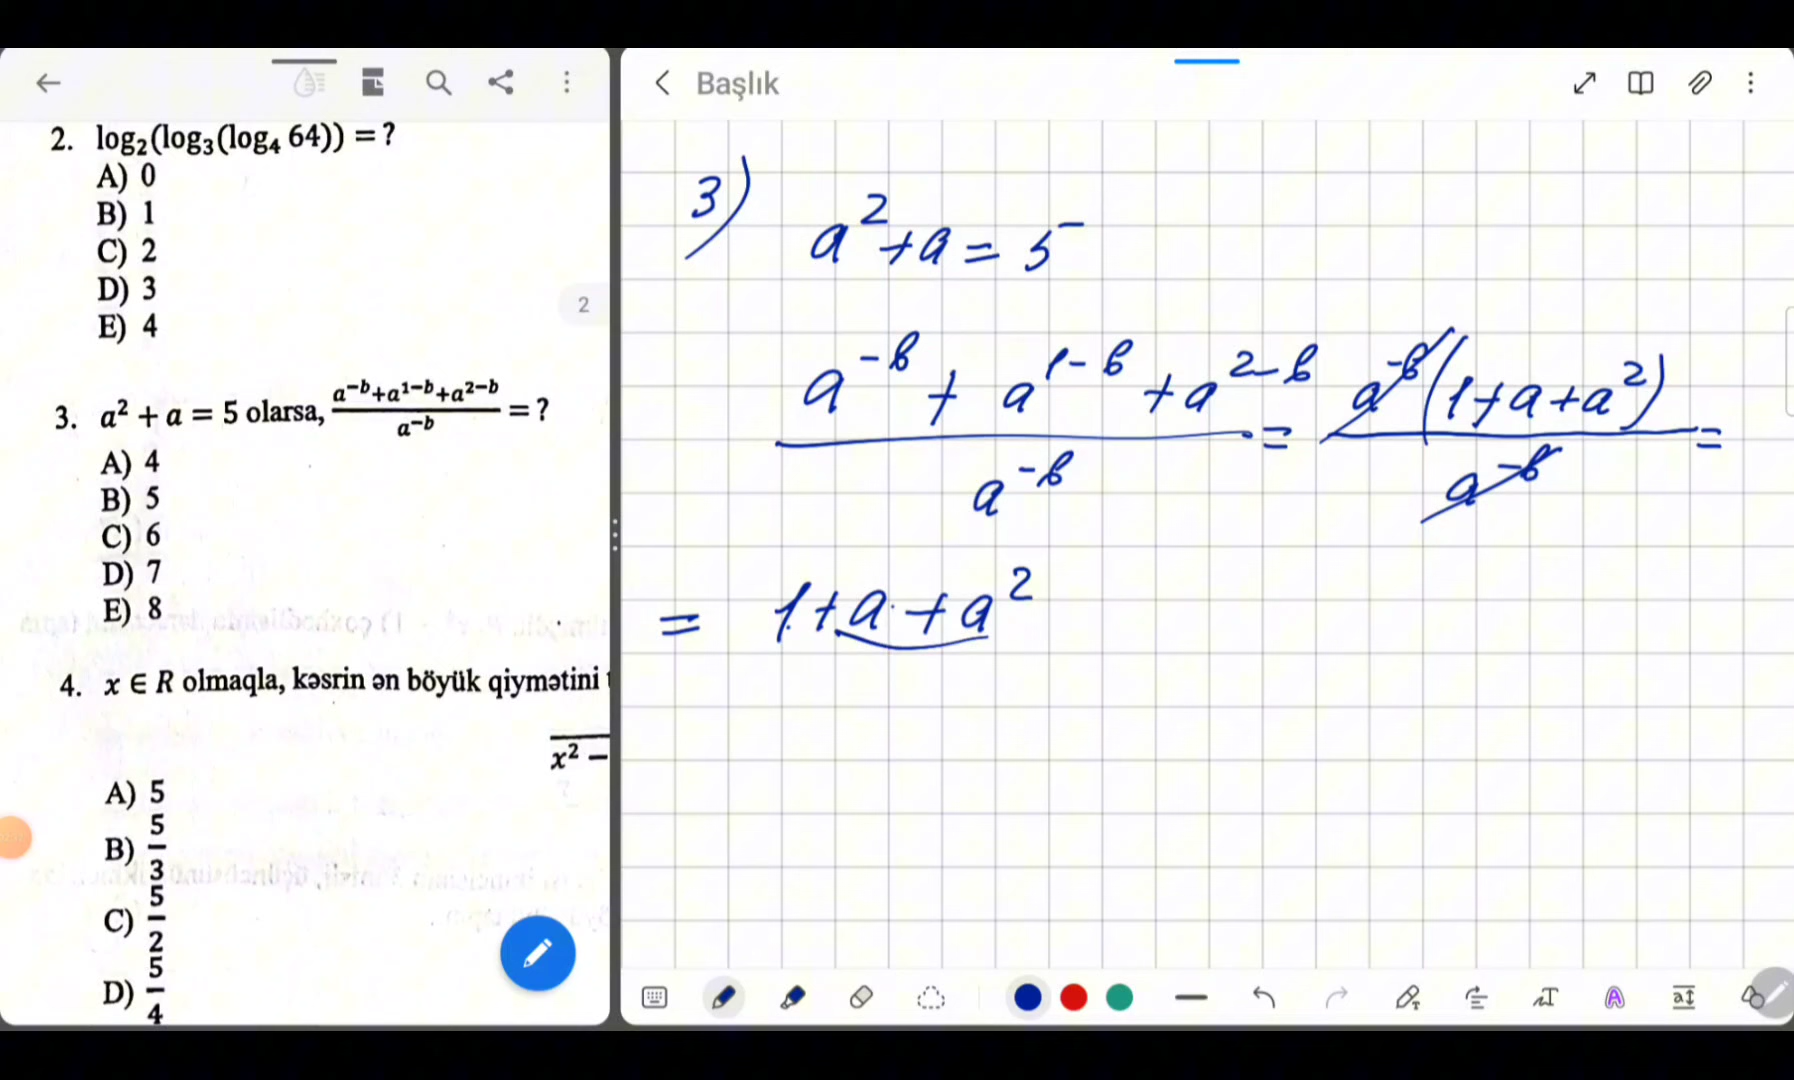 2. log₂(log₃(log₄ 64)) = ?
A) 0
B) 1
C) 2
D) 3
E) 4
2
3. a² + a = 5 olarsa, (a⁻ᵇ+a¹⁻ᵇ+a²⁻ᵇ)/a⁻ᵇ = ?
A) 4
B) 5
C) 6
D) 7
E) 8
4. x ∈ R olmaqla, kəsrin ən böyük qiymətini
x² −
A) 5
B) 5/3
C) 5/2
D) 5/4
Başlık
3)
a² + a = 5
(a⁻ᵇ + a¹⁻ᵇ + a²⁻ᵇ)/a⁻ᵇ = a⁻ᵇ(1 + a + a²)/a⁻ᵇ =
= 1 + a + a²